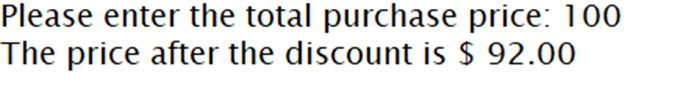 Please enter the total purchase price: 100
The price after the discount is $ 92.00